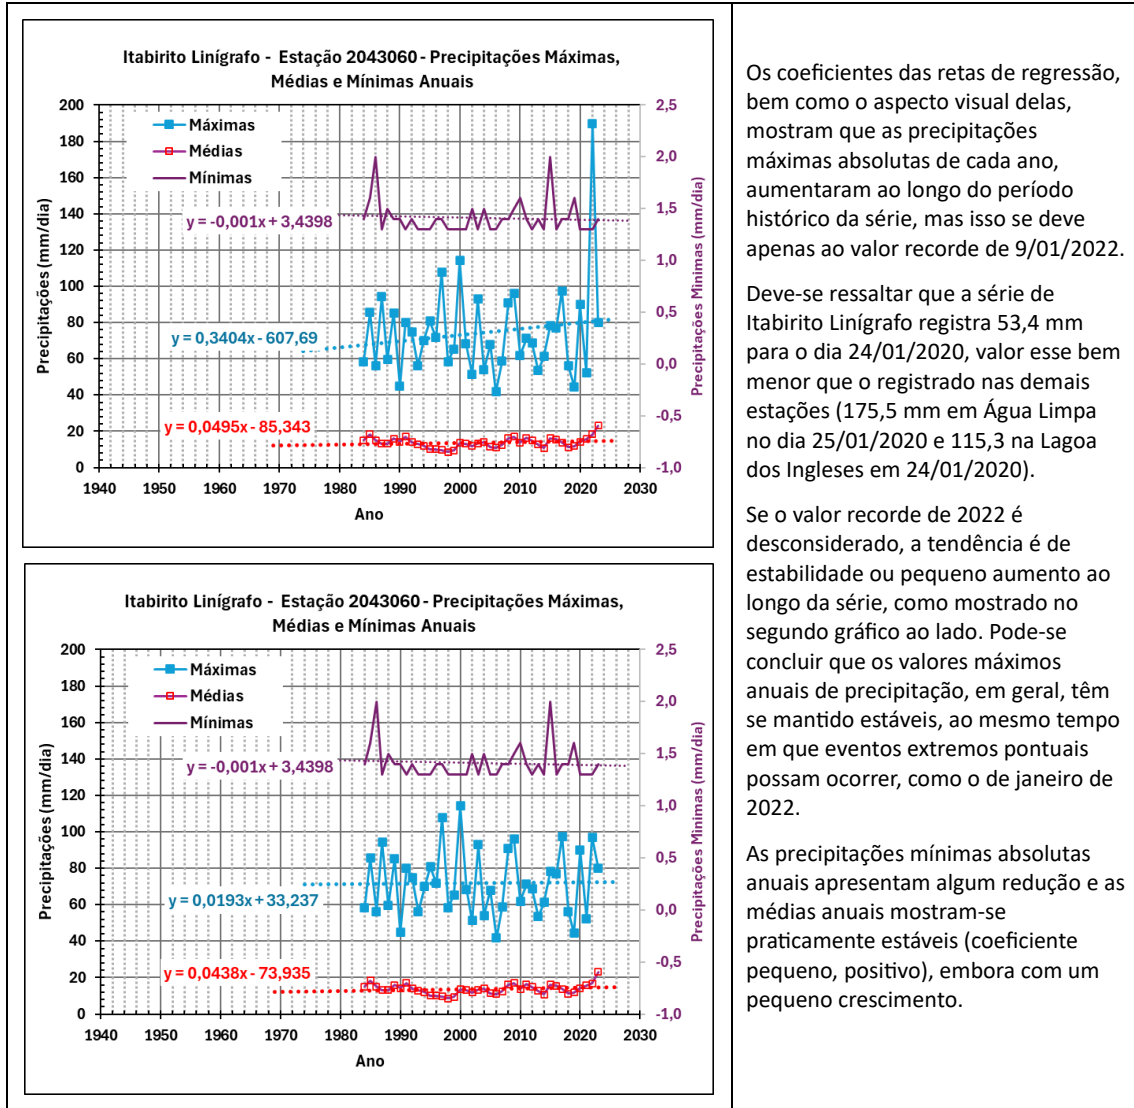 Itabirito Linígrafo - Estação 2043060 - Precipitações Máximas,
Médias e Mínimas Anuais
Precipitações (mm/dia)
200
180
160
140
120
100
80
60
40
20
0
Máximas
Médias
Mínimas
y = -0,001x + 3,4398
y = 0,3404x - 607,69
y = 0,0495x - 85,343
2,5
2,0
1,5
1,0
0,5
0,0
-0,5
-1,0
Precipitações Mínimas (mm/dia)
1940 1950 1960 1970 1980 1990 2000 2010 2020 2030
Ano
Itabirito Linígrafo - Estação 2043060 - Precipitações Máximas,
Médias e Mínimas Anuais
Precipitações (mm/dia)
200
180
160
140
120
100
80
60
40
20
0
Máximas
Médias
Mínimas
y = -0,001x + 3,4398
y = 0,0193x + 33,237
y = 0,0438x - 73,935
2,5
2,0
1,5
1,0
0,5
0,0
-0,5
-1,0
Precipitações Mínimas (mm/dia)
1940 1950 1960 1970 1980 1990 2000 2010 2020 2030
Ano
Os coeficientes das retas de regressão,
bem como o aspecto visual delas,
mostram que as precipitações
máximas absolutas de cada ano,
aumentaram ao longo do período
histórico da série, mas isso se deve
apenas ao valor recorde de 9/01/2022.
Deve-se ressaltar que a série de
Itabirito Linígrafo registra 53,4 mm
para o dia 24/01/2020, valor esse bem
menor que o registrado nas demais
estações (175,5 mm em Água Limpa
no dia 25/01/2020 e 115,3 na Lagoa
dos Ingleses em 24/01/2020).
Se o valor recorde de 2022 é
desconsiderado, a tendência é de
estabilidade ou pequeno aumento ao
longo da série, como mostrado no
segundo gráfico ao lado. Pode-se
concluir que os valores máximos
anuais de precipitação, em geral, têm
se mantido estáveis, ao mesmo tempo
em que eventos extremos pontuais
possam ocorrer, como o de janeiro de
2022.
As precipitações mínimas absolutas
anuais apresentam algum redução e as
médias anuais mostram-se
praticamente estáveis (coeficiente
pequeno, positivo), embora com um
pequeno crescimento.